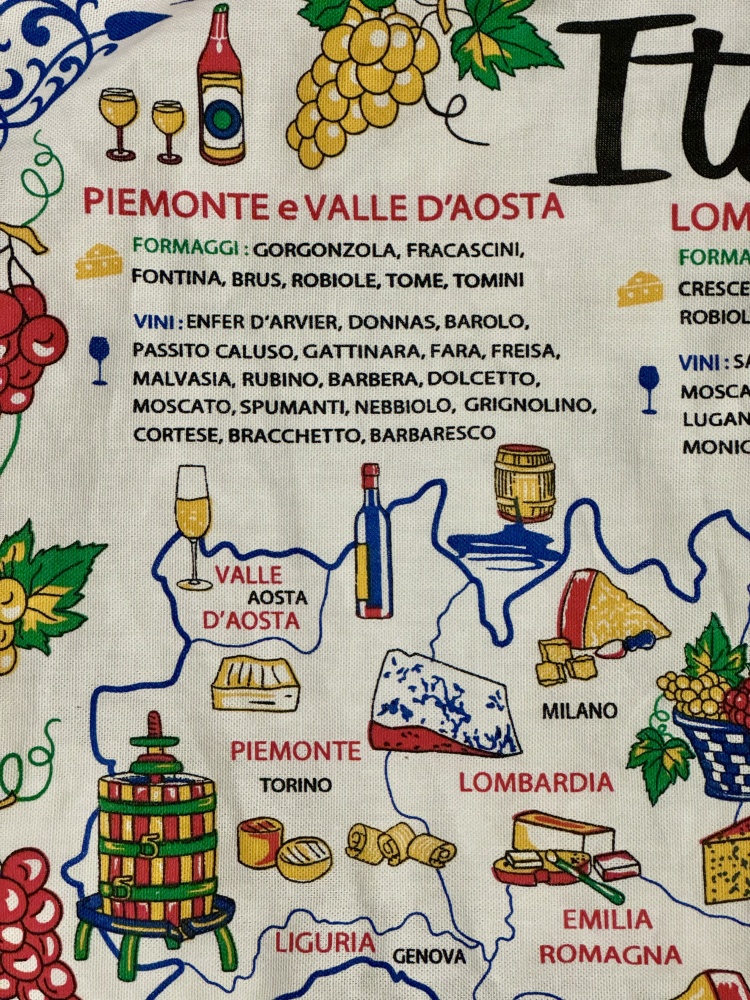 PIEMONTE e VALLE D'AOSTA
FORMAGGI : GORGONZOLA, FRACASCINI,
FONTINA, BRUS, ROBIOLE, TOME, TOMINI
VINI : ENFER D'ARVIER, DONNAS, BAROLO,
PASSITO CALUSO, GATTINARA, FARA, FREISA,
MALVASIA, RUBINO, BARBERA, DOLCETTO,
MOSCATO, SPUMANTI, NEBBIOLO, GRIGNOLINO,
CORTESE, BRACCHETTO, BARBARESCO
It
LOM
FORMA
CRESCE
ROBIOL
VINI : SA
MOSCA
LUGAN
MONIC
VALLE
AOSTA
D'AOSTA
MILANO
PIEMONTE
TORINO
LOMBARDIA
5
5
EMILIA
ROMAGNA
LIGURIA
GENOVA